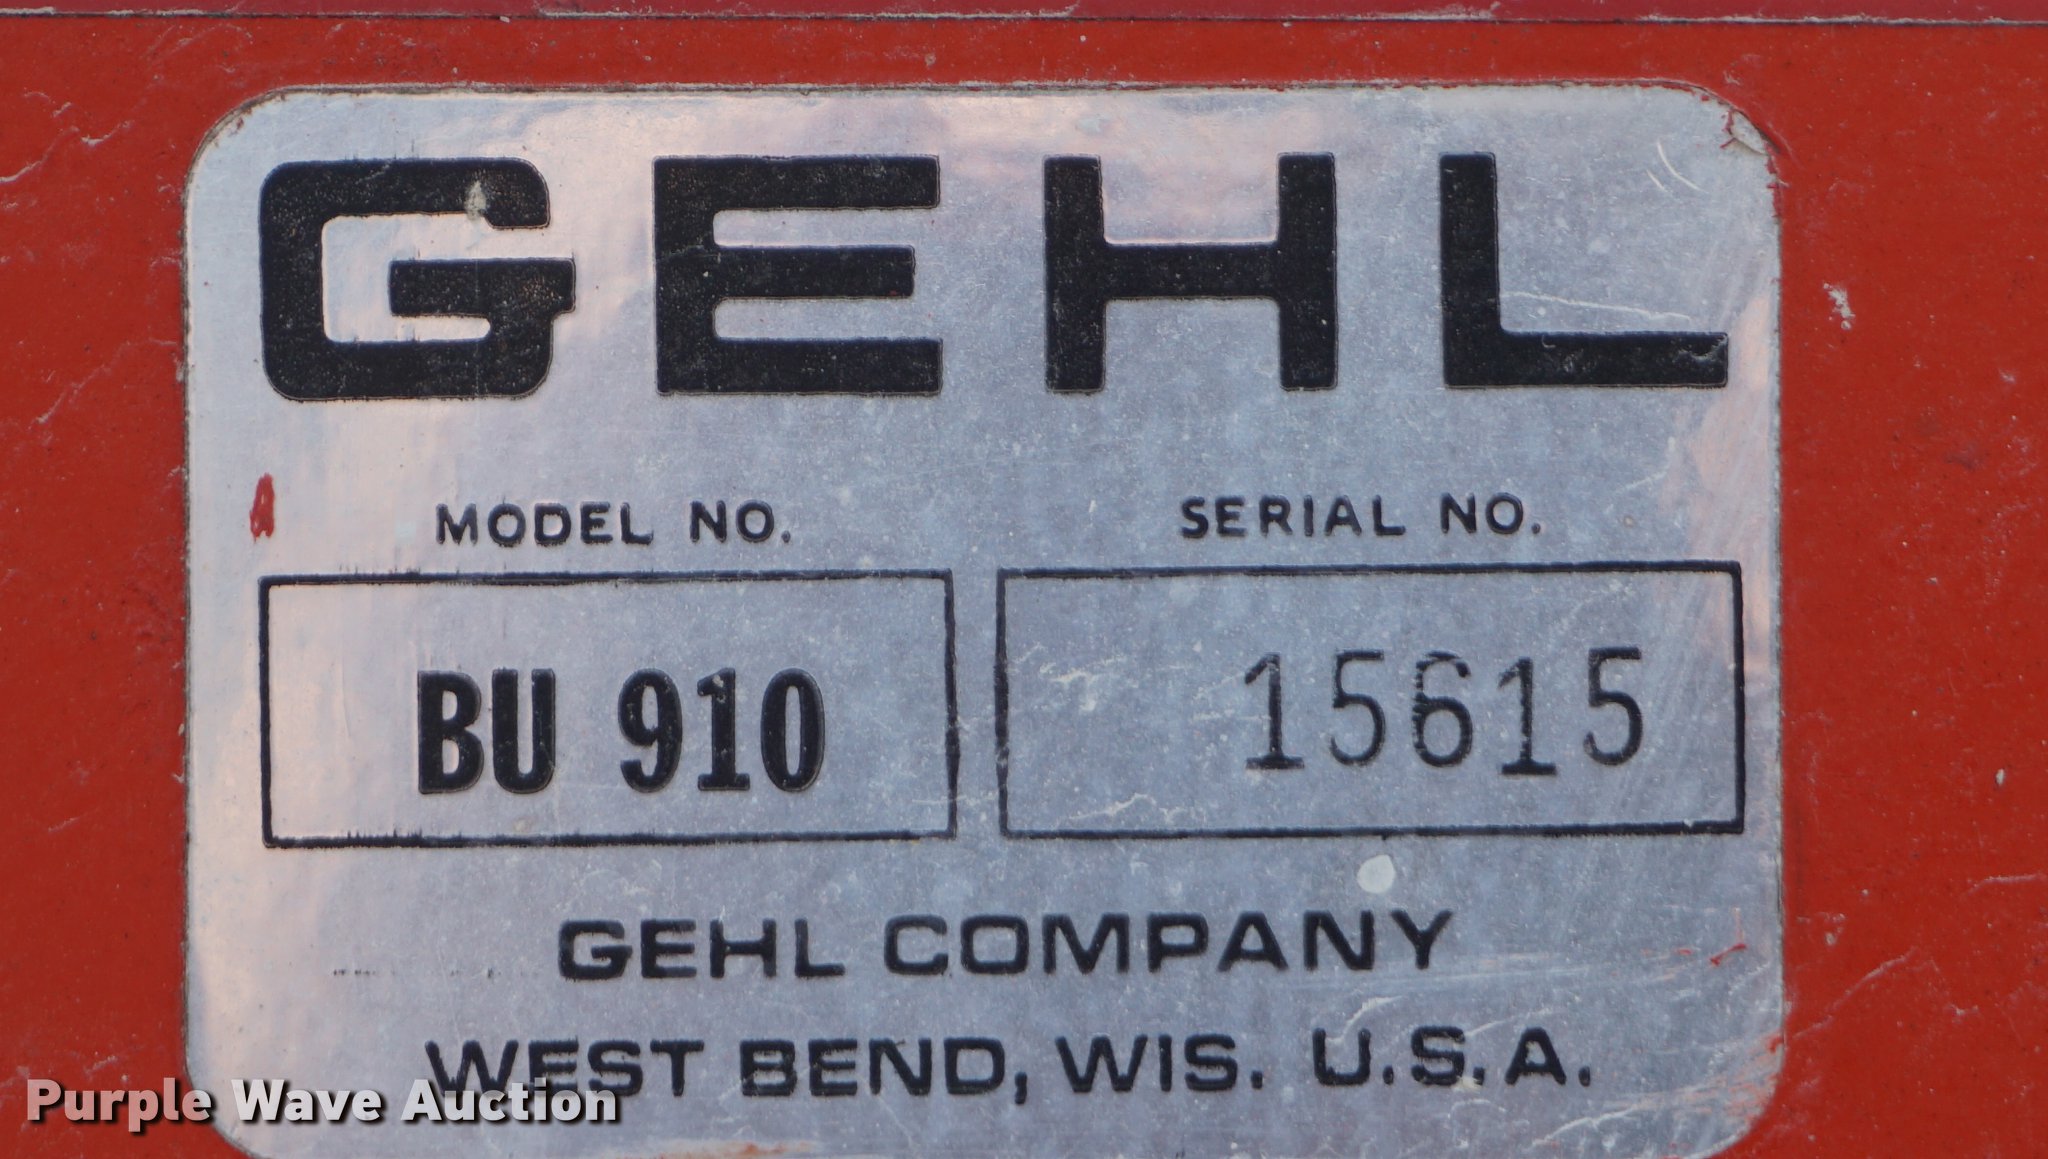 GEHL
MODEL NO. SERIAL NO.
BU 910 15615
GEHL COMPANY
WEST BEND, WIS. U.S.A.
Purple Wave Auction